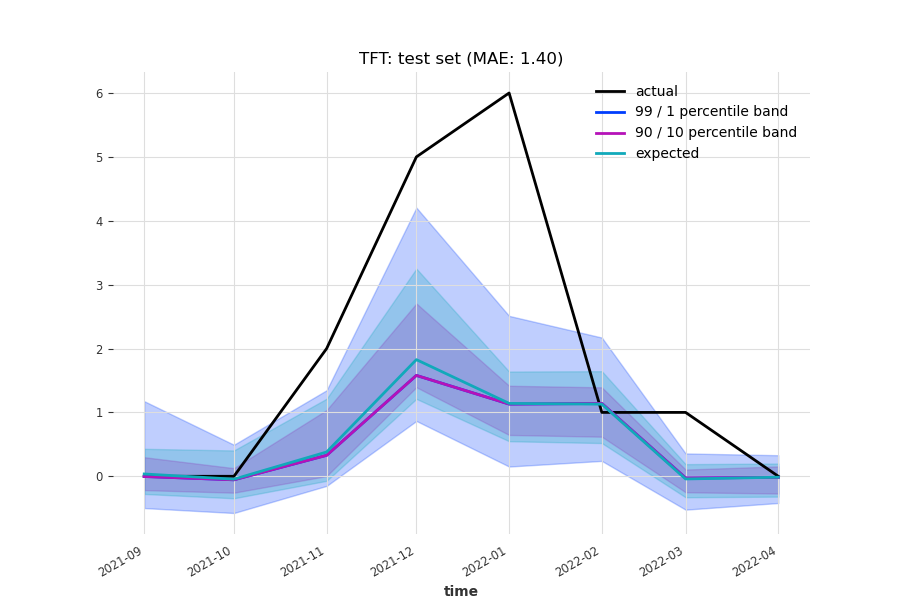 TFT: test set (MAE: 1.40)
actual
99 / 1 percentile band
90 / 10 percentile band
expected
6
5
4
3
2
1
0
2021-09
2021-10
2021-11
2021-12
2022-01
2022-02
2022-03
2022-04
time